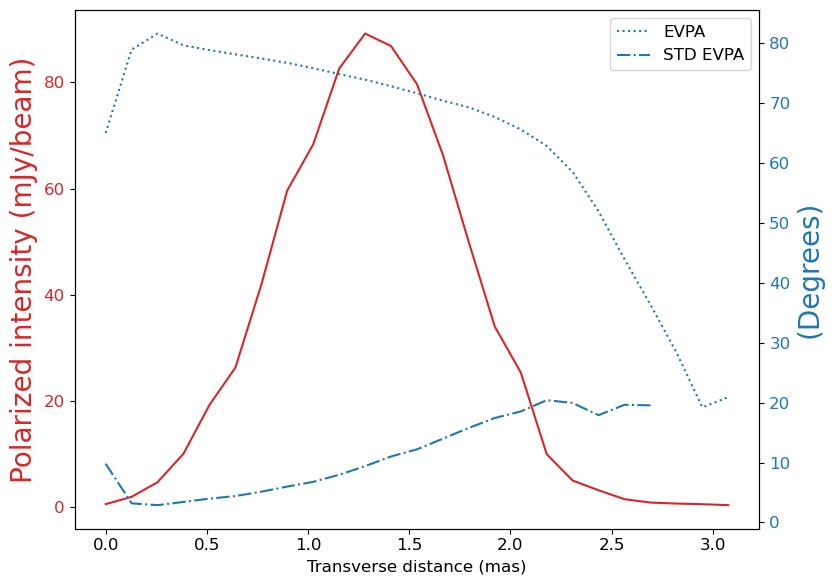 EVPA
STD EVPA
Polarized intensity (mJy/beam)
80
60
40
20
0
80
70
60
50
40
30
20
10
0
(Degrees)
0.0 0.5 1.0 1.5 2.0 2.5 3.0
Transverse distance (mas)